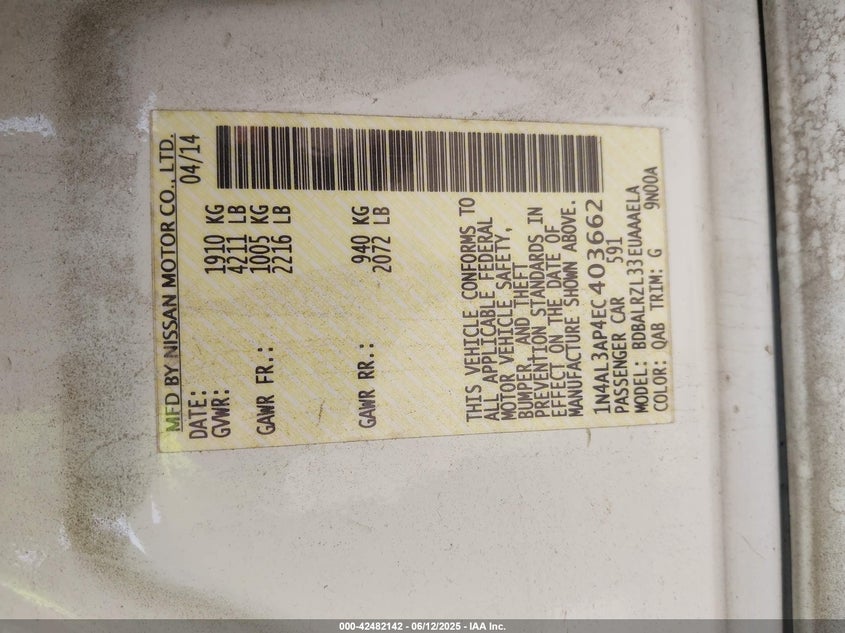 MFD BY NISSAN MOTOR CO., LTD.
DATE: 04/14
GVWR: 1910 KG
4211 LB
GAWR FR.: 1005 KG
2216 LB
GAWR RR.: 940 KG
2072 LB
THIS VEHICLE CONFORMS TO
ALL APPLICABLE FEDERAL
MOTOR VEHICLE SAFETY,
BUMPER, AND THEFT
PREVENTION STANDARDS IN
EFFECT ON THE DATE OF
MANUFACTURE SHOWN ABOVE.
1N4AL3AP4EC403662
PASSENGER CAR 591
MODEL: BDBALRZL33EUAAAELA
COLOR: QAB TRIM: G 9N00A
000-42482142 - 06/12/2025 - IAA Inc.